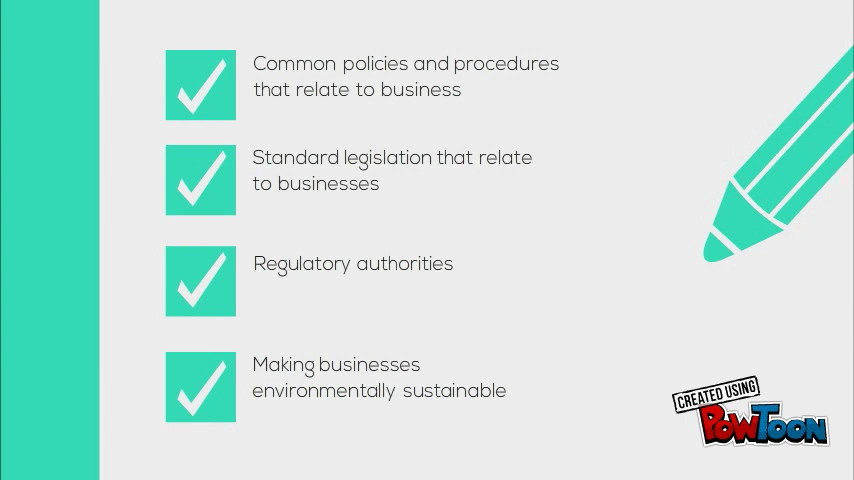 Common policies and procedures
that relate to business
Standard legislation that relate
to businesses
Regulatory authorities
Making businesses
environmentally sustainable
CREATED USING
POWTOON